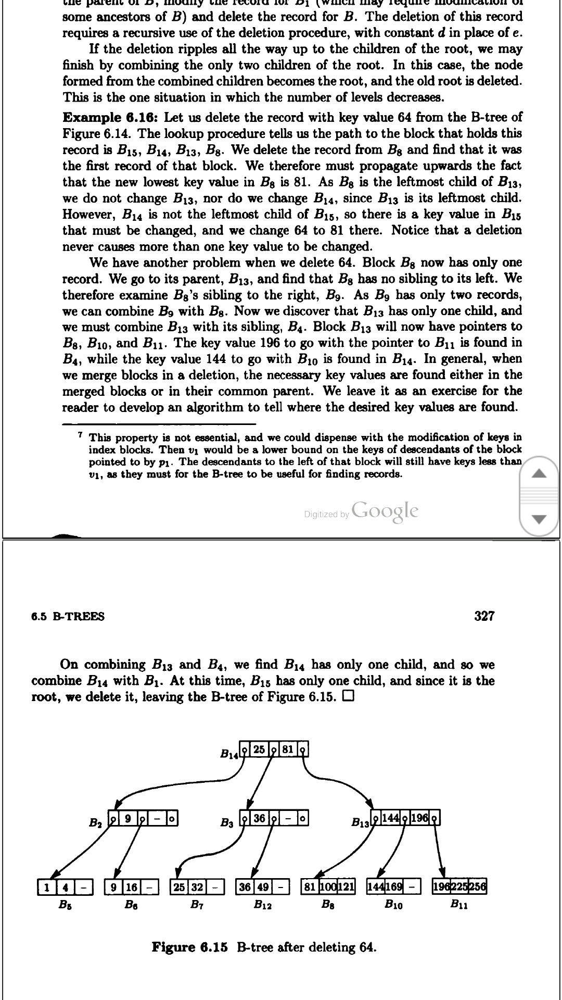 the parent of B, modify the record for B1 (which may require modification of
some ancestors of B) and delete the record for B. The deletion of this record
requires a recursive use of the deletion procedure, with constant d in place of e.
If the deletion ripples all the way up to the children of the root, we may
finish by combining the only two children of the root. In this case, the node
formed from the combined children becomes the root, and the old root is deleted.
This is the one situation in which the number of levels decreases.
Example 6.16: Let us delete the record with key value 64 from the B-tree of
Figure 6.14. The lookup procedure tells us the path to the block that holds this
record is B15, B14, B13, B8. We delete the record from B8 and find that it was
the first record of that block. We therefore must propagate upwards the fact
that the new lowest key value in B8 is 81. As B8 is the leftmost child of B13,
we do not change B13, nor do we change B14, since B13 is its leftmost child.
However, B14 is not the leftmost child of B15, so there is a key value in B15
that must be changed, and we change 64 to 81 there. Notice that a deletion
never causes more than one key value to be changed.
We have another problem when we delete 64. Block B8 now has only one
record. We go to its parent, B13, and find that B8 has no sibling to its left. We
therefore examine B8's sibling to the right, B9. As B9 has only two records,
we can combine B9 with B8. Now we discover that B13 has only one child, and
we must combine B13 with its sibling, B4. Block B13 will now have pointers to
B8, B10, and B11. The key value 196 to go with the pointer to B11 is found in
B4, while the key value 144 to go with B10 is found in B14. In general, when
we merge blocks in a deletion, the necessary key values are found either in the
merged blocks or in their common parent. We leave it as an exercise for the
reader to develop an algorithm to tell where the desired key values are found.
7 This property is not essential, and we could dispense with the modification of keys in
index blocks. Then v1 would be a lower bound on the keys of descendants of the block
pointed to by p1. The descendants to the left of that block will still have keys less than
v1, as they must for the B-tree to be useful for finding records.
Digitized by Google
6.5 B-TREES 327
On combining B13 and B4, we find B14 has only one child, and so we
combine B14 with B1. At this time, B15 has only one child, and since it is the
root, we delete it, leaving the B-tree of Figure 6.15. □
B14 25 81
B2 9 – B3 36 – B13 144 196
1 4 – 9 16 – 25 32 – 36 49 – 81 100 121 144 169 – 196 225 256
B5 B6 B7 B12 B8 B10 B11
Figure 6.15 B-tree after deleting 64.